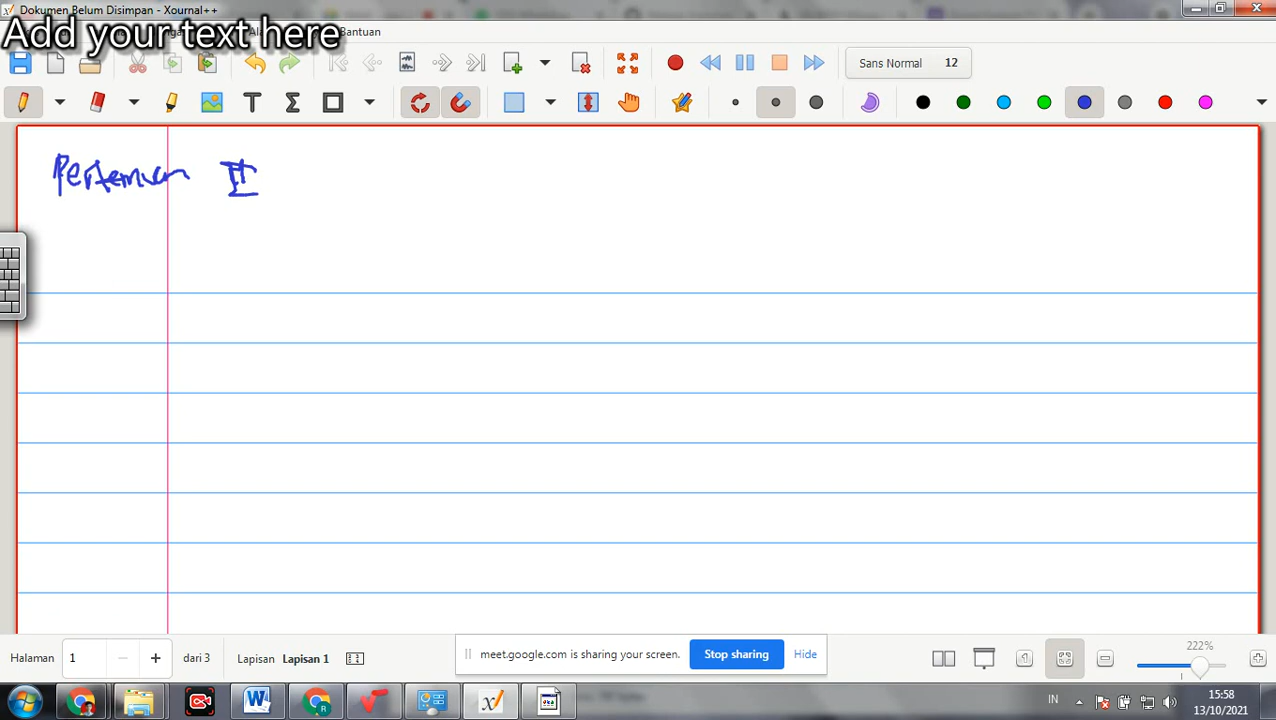 Dokumen Belum Disimpan - Xournal++
Add your text here
Bantuan
Sans Normal 12
Pertemuan II
Halaman 1 dari 3 Lapisan Lapisan 1
meet.google.com is sharing your screen. Stop sharing Hide
222%
IN
15:58
13/10/2021